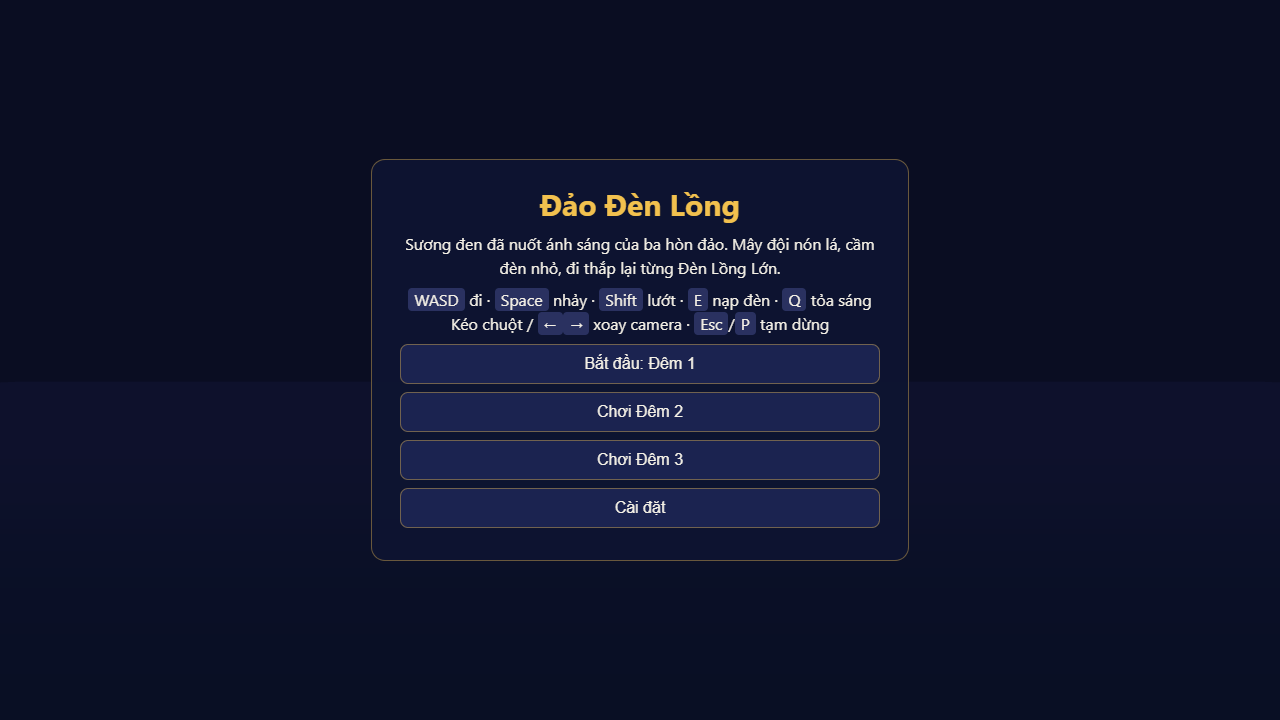 Đảo Đèn Lồng
Sương đen đã nuốt ánh sáng của ba hòn đảo. Mây đội nón lá, cầm
đèn nhỏ, đi thắp lại từng Đèn Lồng Lớn.
WASD đi · Space nhảy · Shift lướt · E nạp đèn · Q tỏa sáng
Kéo chuột / ← → xoay camera · Esc/P tạm dừng
Bắt đầu: Đêm 1
Chơi Đêm 2
Chơi Đêm 3
Cài đặt